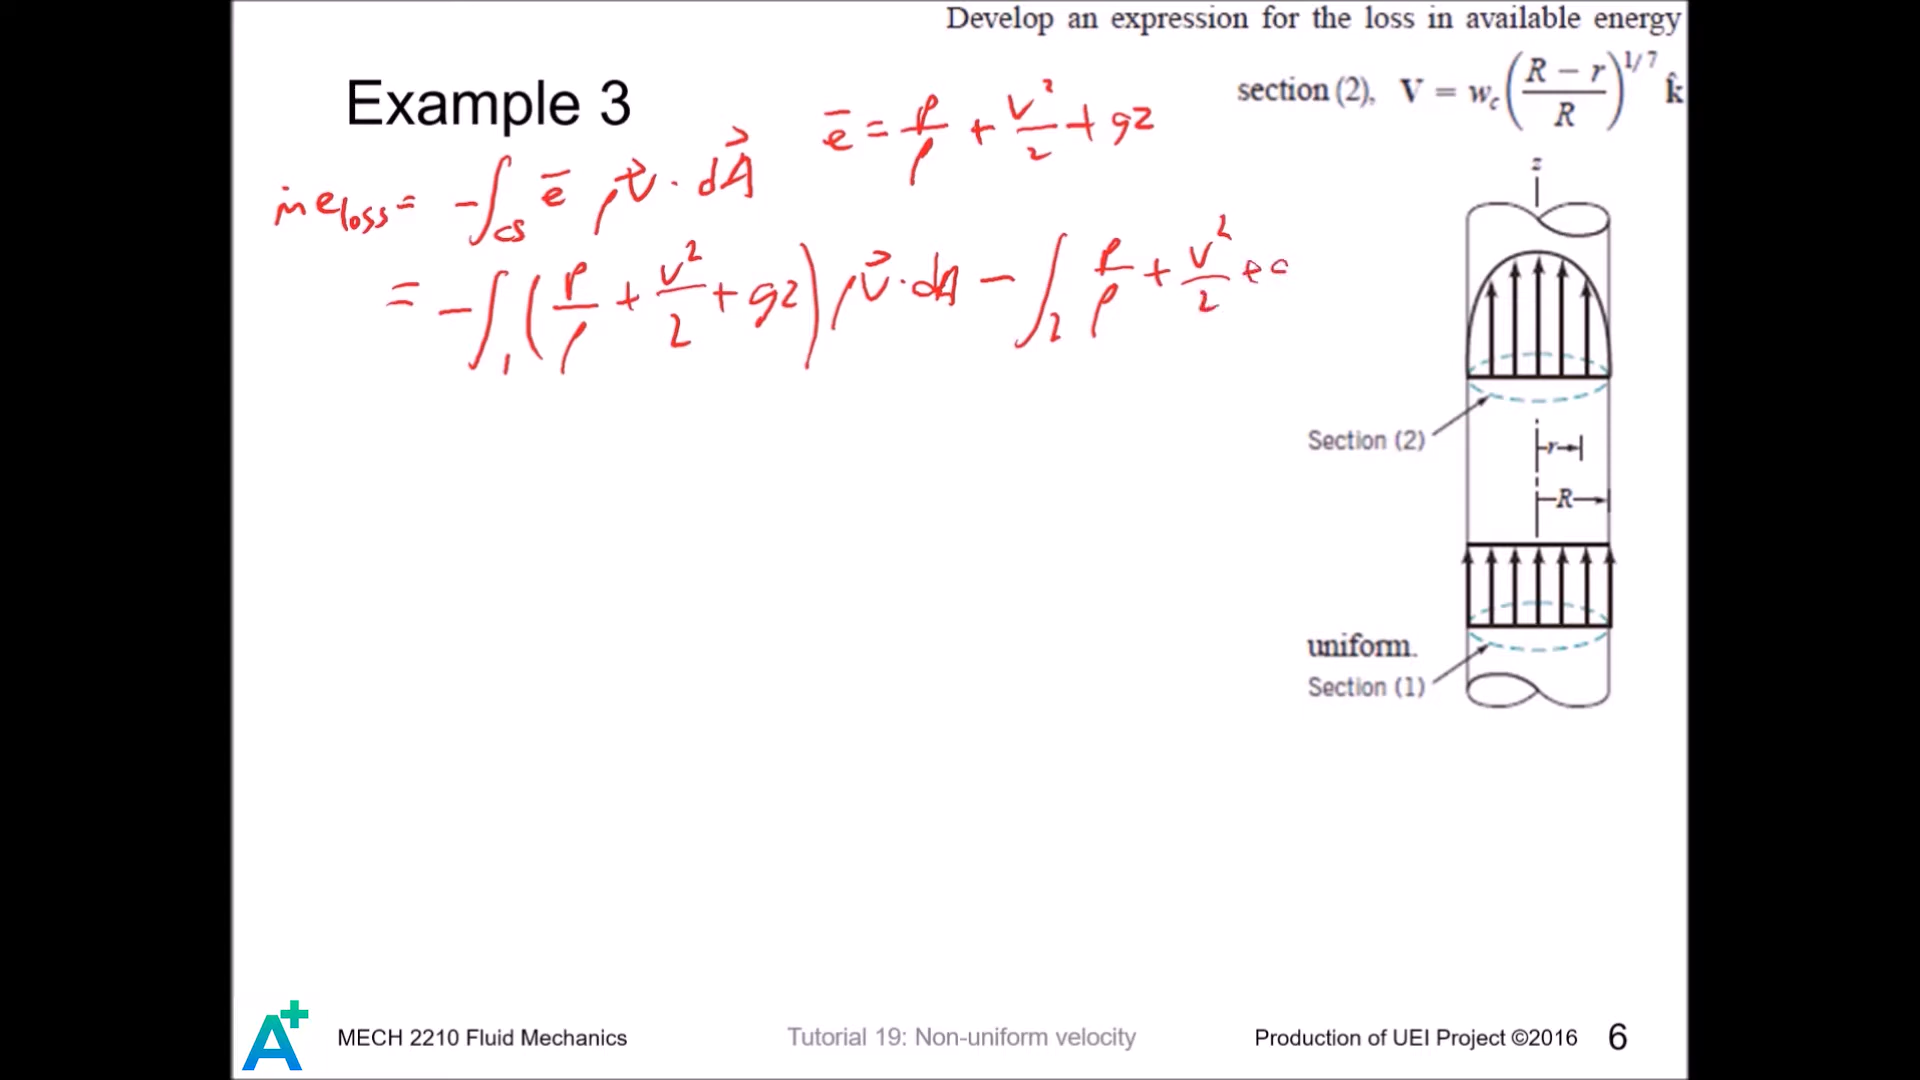 Develop an expression for the loss in available energy
Example 3
section (2), V = w_c ((R − r)/R)^{1/7} k̂
ē = p/ρ + v²/2 + gz
ṁ e_loss = −∫_cs ē ρ v⃗ · dA⃗
= −∫_1 (p/ρ + v²/2 + gz) ρ v⃗ · dA − ∫_2 p/ρ + v²/2 +
z
Section (2)
r
R
uniform.
Section (1)
A+
MECH 2210 Fluid Mechanics
Tutorial 19: Non-uniform velocity
Production of UEI Project ©2016
6